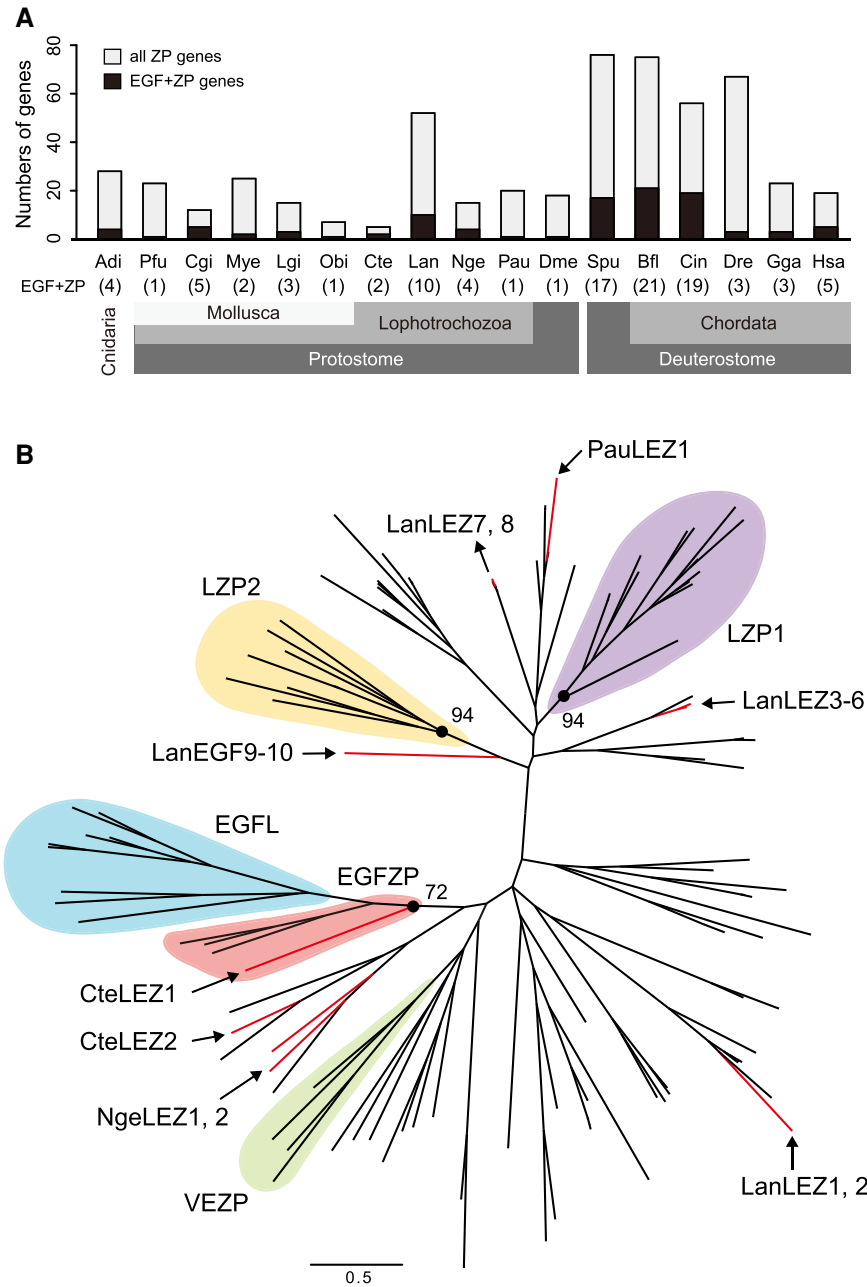 A
Numbers of genes
80
60
40
20
0
all ZP genes
EGF+ZP genes
Adi Pfu Cgi Mye Lgi Obi Cte Lan Nge Pau Dme Spu Bfl Cin Dre Gga Hsa
EGF+ZP (4) (1) (5) (2) (3) (1) (2) (10) (4) (1) (1) (17) (21) (19) (3) (3) (5)
Cnidaria
Mollusca
Lophotrochozoa
Chordata
Protostome
Deuterostome
B
PauLEZ1
LanLEZ7, 8
LZP2
LZP1
94
94
LanLEZ3-6
LanEGF9-10
EGFL
EGFZP
72
CteLEZ1
CteLEZ2
NgeLEZ1, 2
VEZP
LanLEZ1, 2
0.5